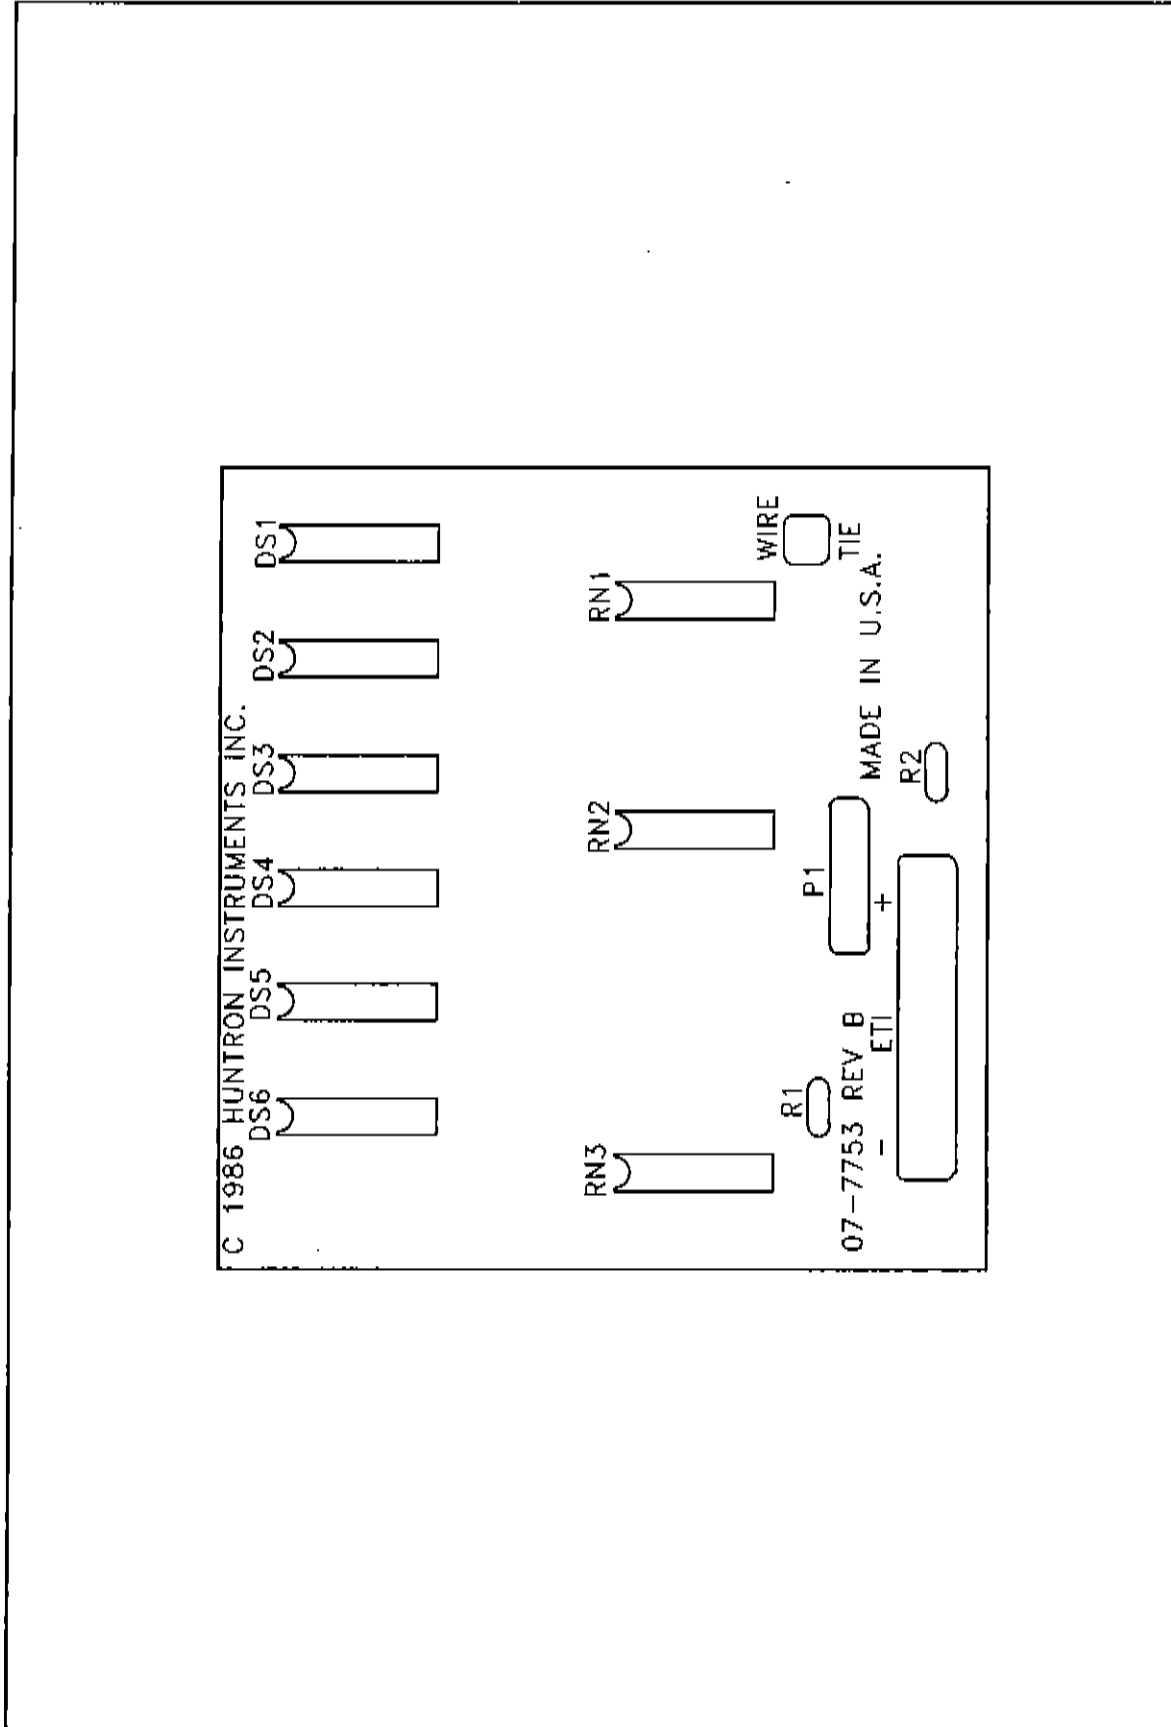 C 1986 HUNTRON INSTRUMENTS INC.
DS6
DS5
DS4
DS3
DS2
DS1
RN3
RN2
RN1
WIRE
TIE
R1
P1
07-7753 REV B
MADE IN U.S.A.
- ETI +
R2